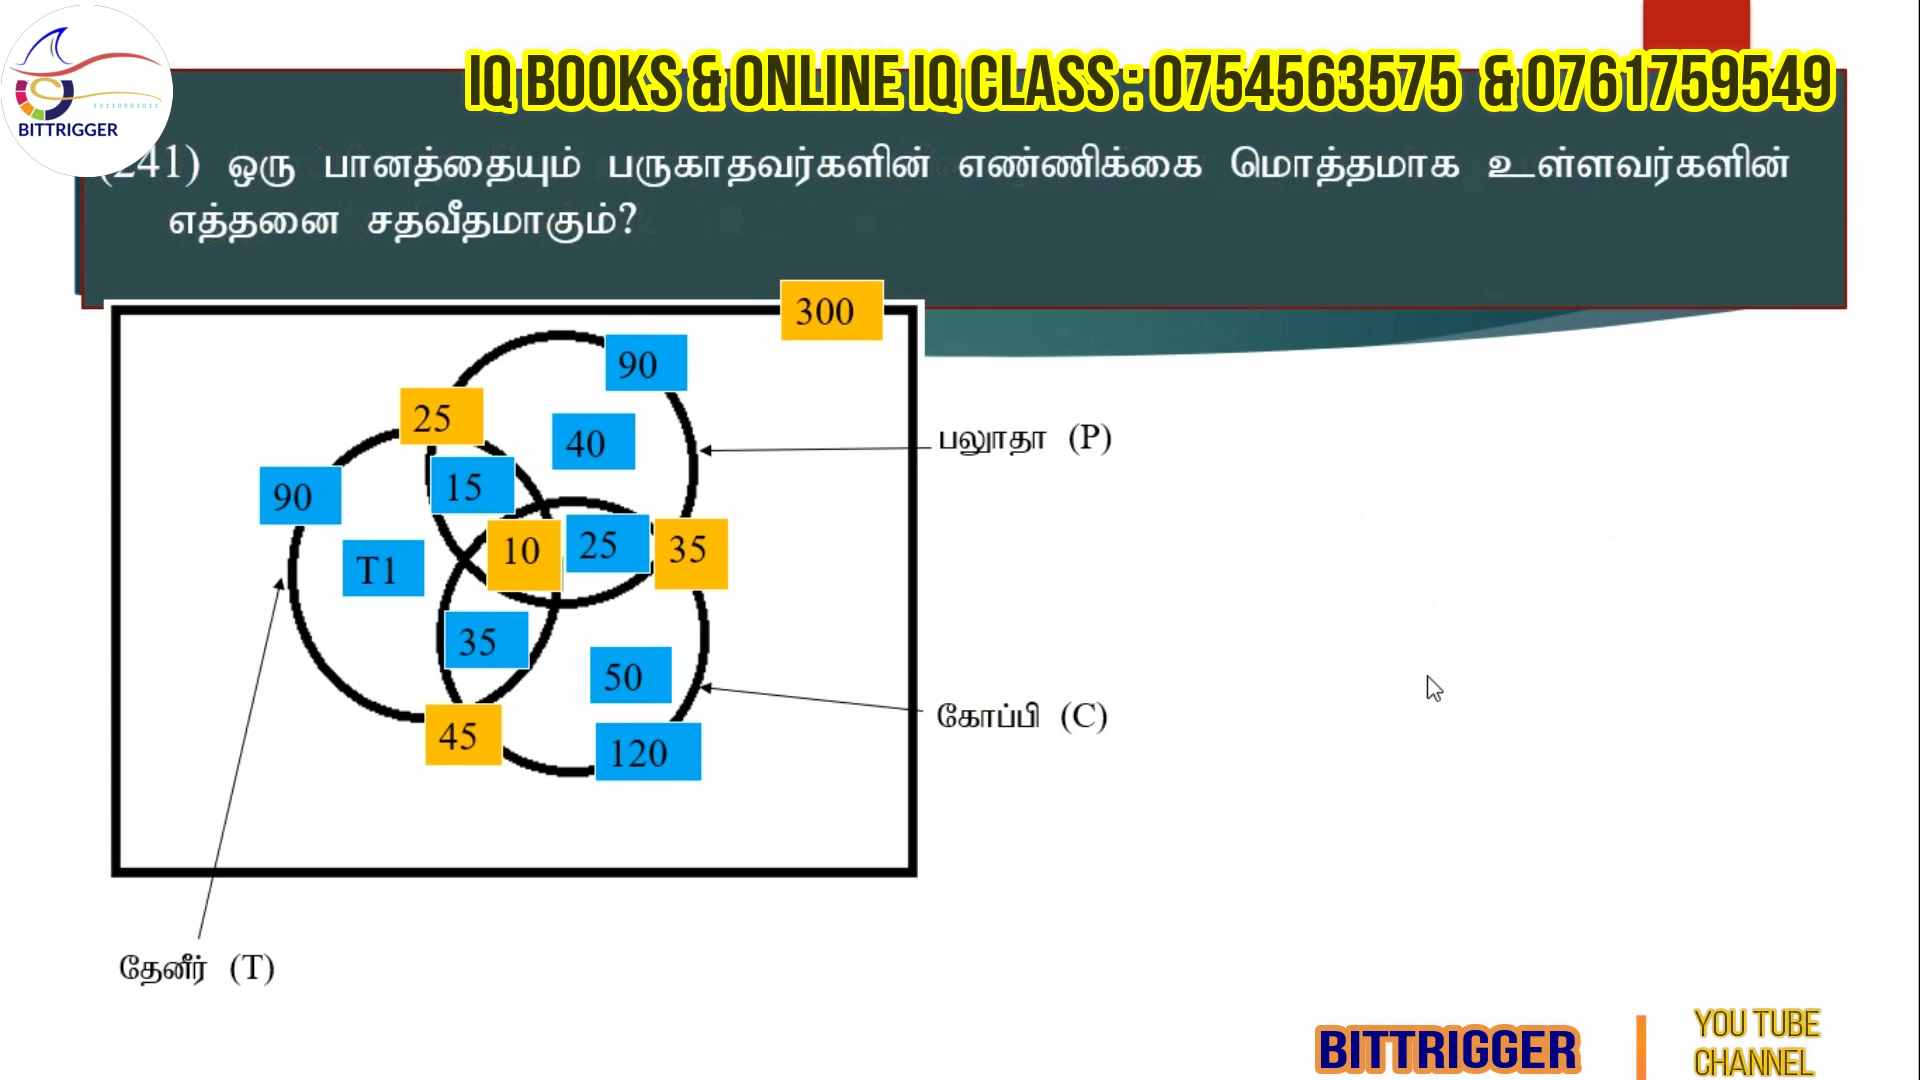 IQ BOOKS & ONLINE IQ CLASS : 0754563575 & 0761759549
10110001011
BITTRIGGER
241) ஒரு பானத்தையும் பருகாதவர்களின் எண்ணிக்கை மொத்தமாக உள்ளவர்களின்
எத்தனை சதவீதமாகும்?
300
90
25
40
பலூதா (P)
15
90
10
25
35
T1
35
50
கோப்பி (C)
45
120
தேனீர் (T)
BITTRIGGER
YOU TUBE
CHANNEL